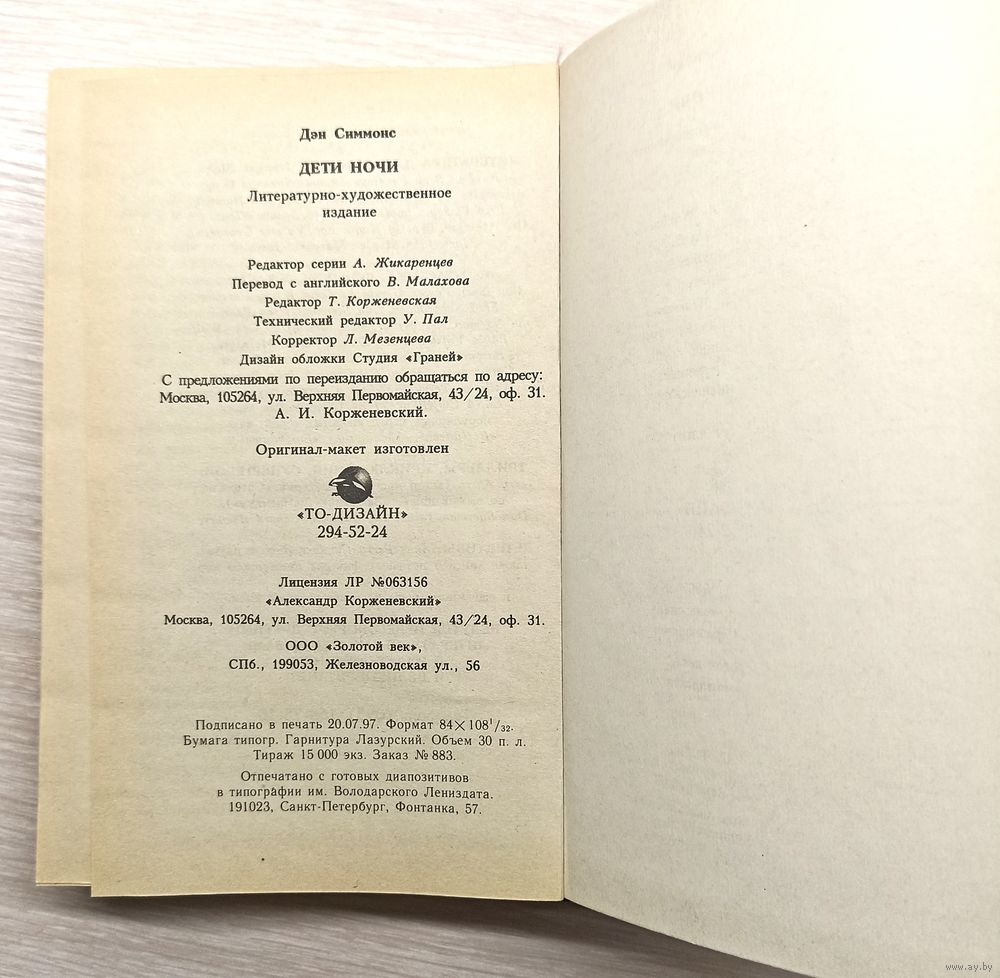 Дэн Симмонс
ДЕТИ НОЧИ
Литературно-художественное
издание
Редактор серии А. Жикаренцев
Перевод с английского В. Малахова
Редактор Т. Корженевская
Технический редактор У. Пал
Корректор Л. Мезенцева
Дизайн обложки Студия «Граней»
С предложениями по переизданию обращаться по адресу:
Москва, 105264, ул. Верхняя Первомайская, 43/24, оф. 31.
А. И. Корженевский.
Оригинал-макет изготовлен
«ТО-ДИЗАЙН»
294-52-24
Лицензия ЛР №063156
«Александр Корженевский»
Москва, 105264, ул. Верхняя Первомайская, 43/24, оф. 31.
ООО «Золотой век»,
СПб., 199053, Железноводская ул., 56
Подписано в печать 20.07.97. Формат 84×108¹/₃₂.
Бумага типогр. Гарнитура Лазурский. Объем 30 п. л.
Тираж 15 000 экз. Заказ № 883.
Отпечатано с готовых диапозитивов
в типографии им. Володарского Лениздата.
191023, Санкт-Петербург, Фонтанка, 57.
www.ay.by